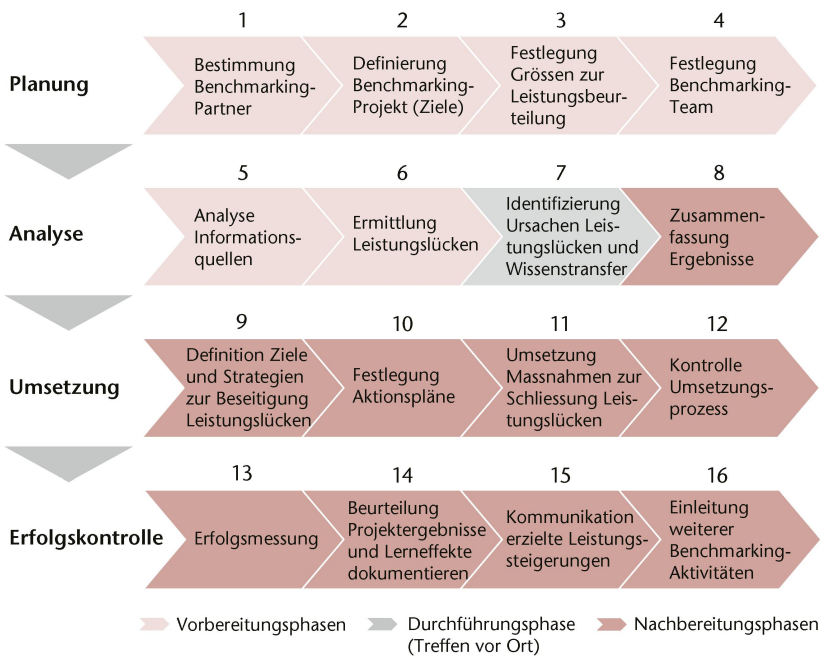 1
2
3
4
Planung
Bestimmung
Benchmarking-
Partner
Definierung
Benchmarking-
Projekt (Ziele)
Festlegung
Grössen zur
Leistungsbeur-
teilung
Festlegung
Benchmarking-
Team
5
6
7
8
Analyse
Analyse
Informations-
quellen
Ermittlung
Leistungslücken
Identifizierung
Ursachen Leis-
tungslücken und
Wissenstransfer
Zusammen-
fassung
Ergebnisse
9
10
11
12
Umsetzung
Definition Ziele
und Strategien
zur Beseitigung
Leistungslücken
Festlegung
Aktionspläne
Umsetzung
Massnahmen zur
Schliessung Leis-
tungslücken
Kontrolle
Umsetzungs-
prozess
13
14
15
16
Erfolgskontrolle
Erfolgsmessung
Beurteilung
Projektergebnisse
und Lerneffekte
dokumentieren
Kommunikation
erzielte Leistungs-
steigerungen
Einleitung
weiterer
Benchmarking-
Aktivitäten
Vorbereitungsphasen
Durchführungsphase
(Treffen vor Ort)
Nachbereitungsphasen